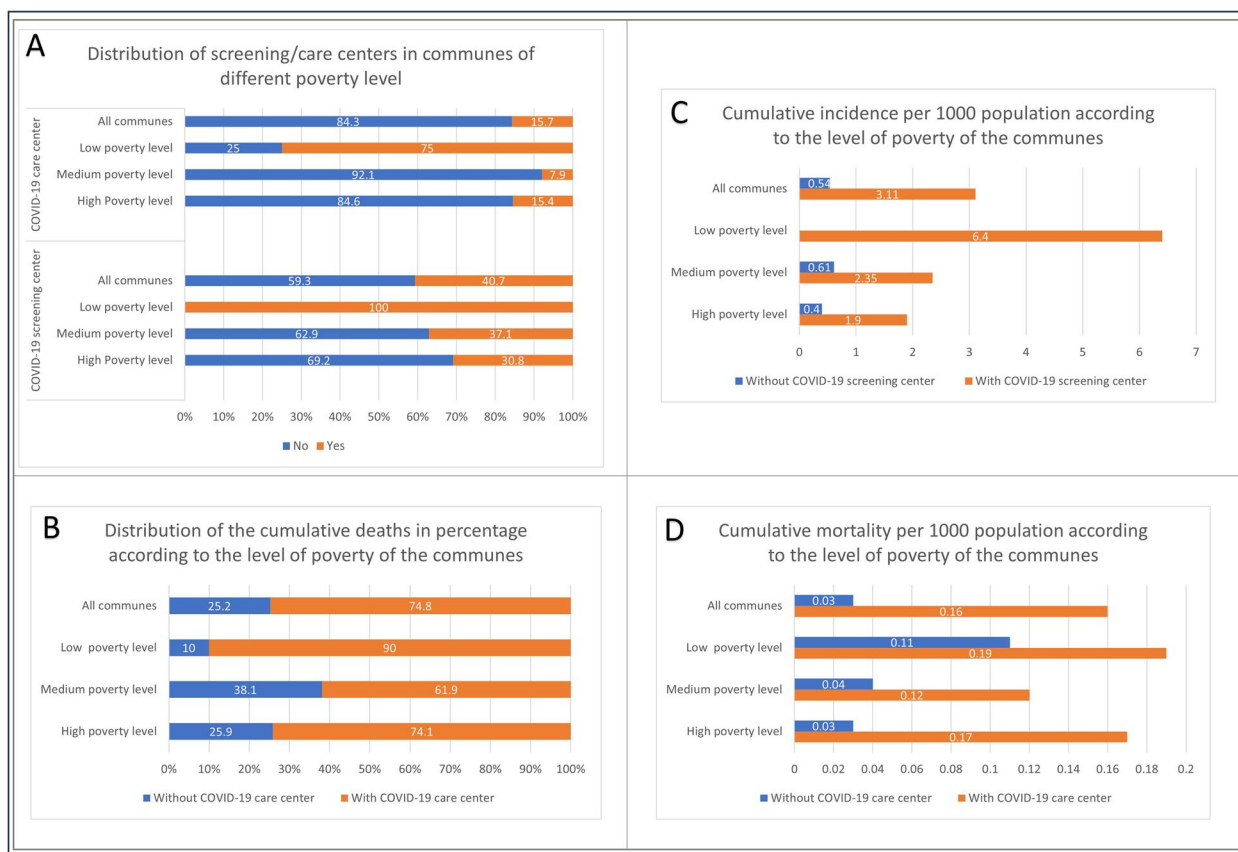 A
Distribution of screening/care centers in communes of
different poverty level
COVID-19 care center
All communes
84.3 15.7
Low poverty level
25 75
Medium poverty level
92.1 7.9
High Poverty level
84.6 15.4
COVID-19 screening center
All communes
59.3 40.7
Low poverty level
100
Medium poverty level
62.9 37.1
High Poverty level
69.2 30.8
0% 10% 20% 30% 40% 50% 60% 70% 80% 90% 100%
No Yes
C
Cumulative incidence per 1000 population according
to the level of poverty of the communes
All communes
0.54
3.11
Low poverty level
6.4
Medium poverty level
0.61
2.35
High poverty level
0.4
1.9
0 1 2 3 4 5 6 7
Without COVID-19 screening center With COVID-19 screening center
B
Distribution of the cumulative deaths in percentage
according to the level of poverty of the communes
All communes
25.2 74.8
Low poverty level
10 90
Medium poverty level
38.1 61.9
High poverty level
25.9 74.1
0% 10% 20% 30% 40% 50% 60% 70% 80% 90% 100%
Without COVID-19 care center With COVID-19 care center
D
Cumulative mortality per 1000 population according
to the level of poverty of the communes
All communes
0.03
0.16
Low poverty level
0.11
0.19
Medium poverty level
0.04
0.12
High poverty level
0.03
0.17
0 0.02 0.04 0.06 0.08 0.1 0.12 0.14 0.16 0.18 0.2
Without COVID-19 care center With COVID-19 care center